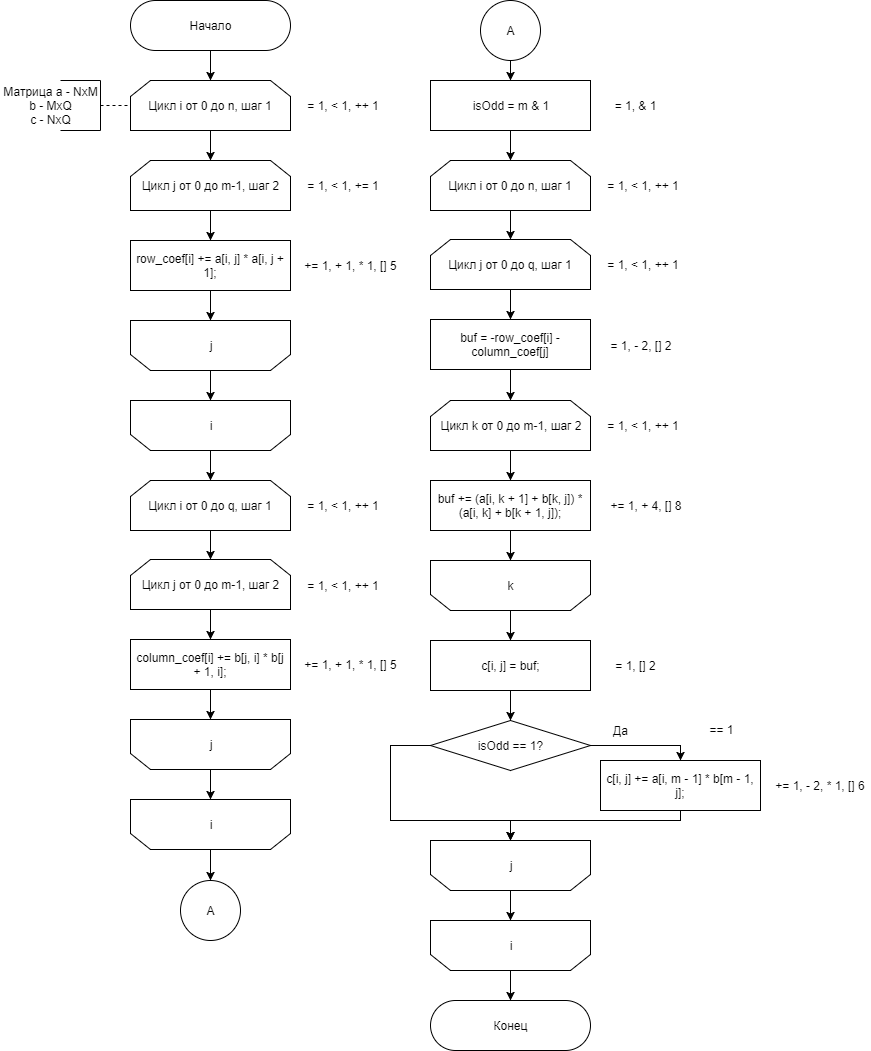 Начало
Матрица a - NxM
b - MxQ
c - NxQ
Цикл i от 0 до n, шаг 1
= 1, < 1, ++ 1
Цикл j от 0 до m-1, шаг 2
= 1, < 1, += 1
row_coef[i] += a[i, j] * a[i, j +
1];
+= 1, + 1, * 1, [] 5
j
i
Цикл i от 0 до q, шаг 1
= 1, < 1, ++ 1
Цикл j от 0 до m-1, шаг 2
= 1, < 1, ++ 1
column_coef[i] += b[j, i] * b[j
+ 1, i];
+= 1, + 1, * 1, [] 5
j
i
A
A
isOdd = m & 1
= 1, & 1
Цикл i от 0 до n, шаг 1
= 1, < 1, ++ 1
Цикл j от 0 до q, шаг 1
= 1, < 1, ++ 1
buf = -row_coef[i] -
column_coef[j]
= 1, - 2, [] 2
Цикл k от 0 до m-1, шаг 2
= 1, < 1, ++ 1
buf += (a[i, k + 1] + b[k, j]) *
(a[i, k] + b[k + 1, j]);
+= 1, + 4, [] 8
k
c[i, j] = buf;
= 1, [] 2
isOdd == 1?
Да
== 1
c[i, j] += a[i, m - 1] * b[m - 1,
j];
+= 1, - 2, * 1, [] 6
j
i
Конец